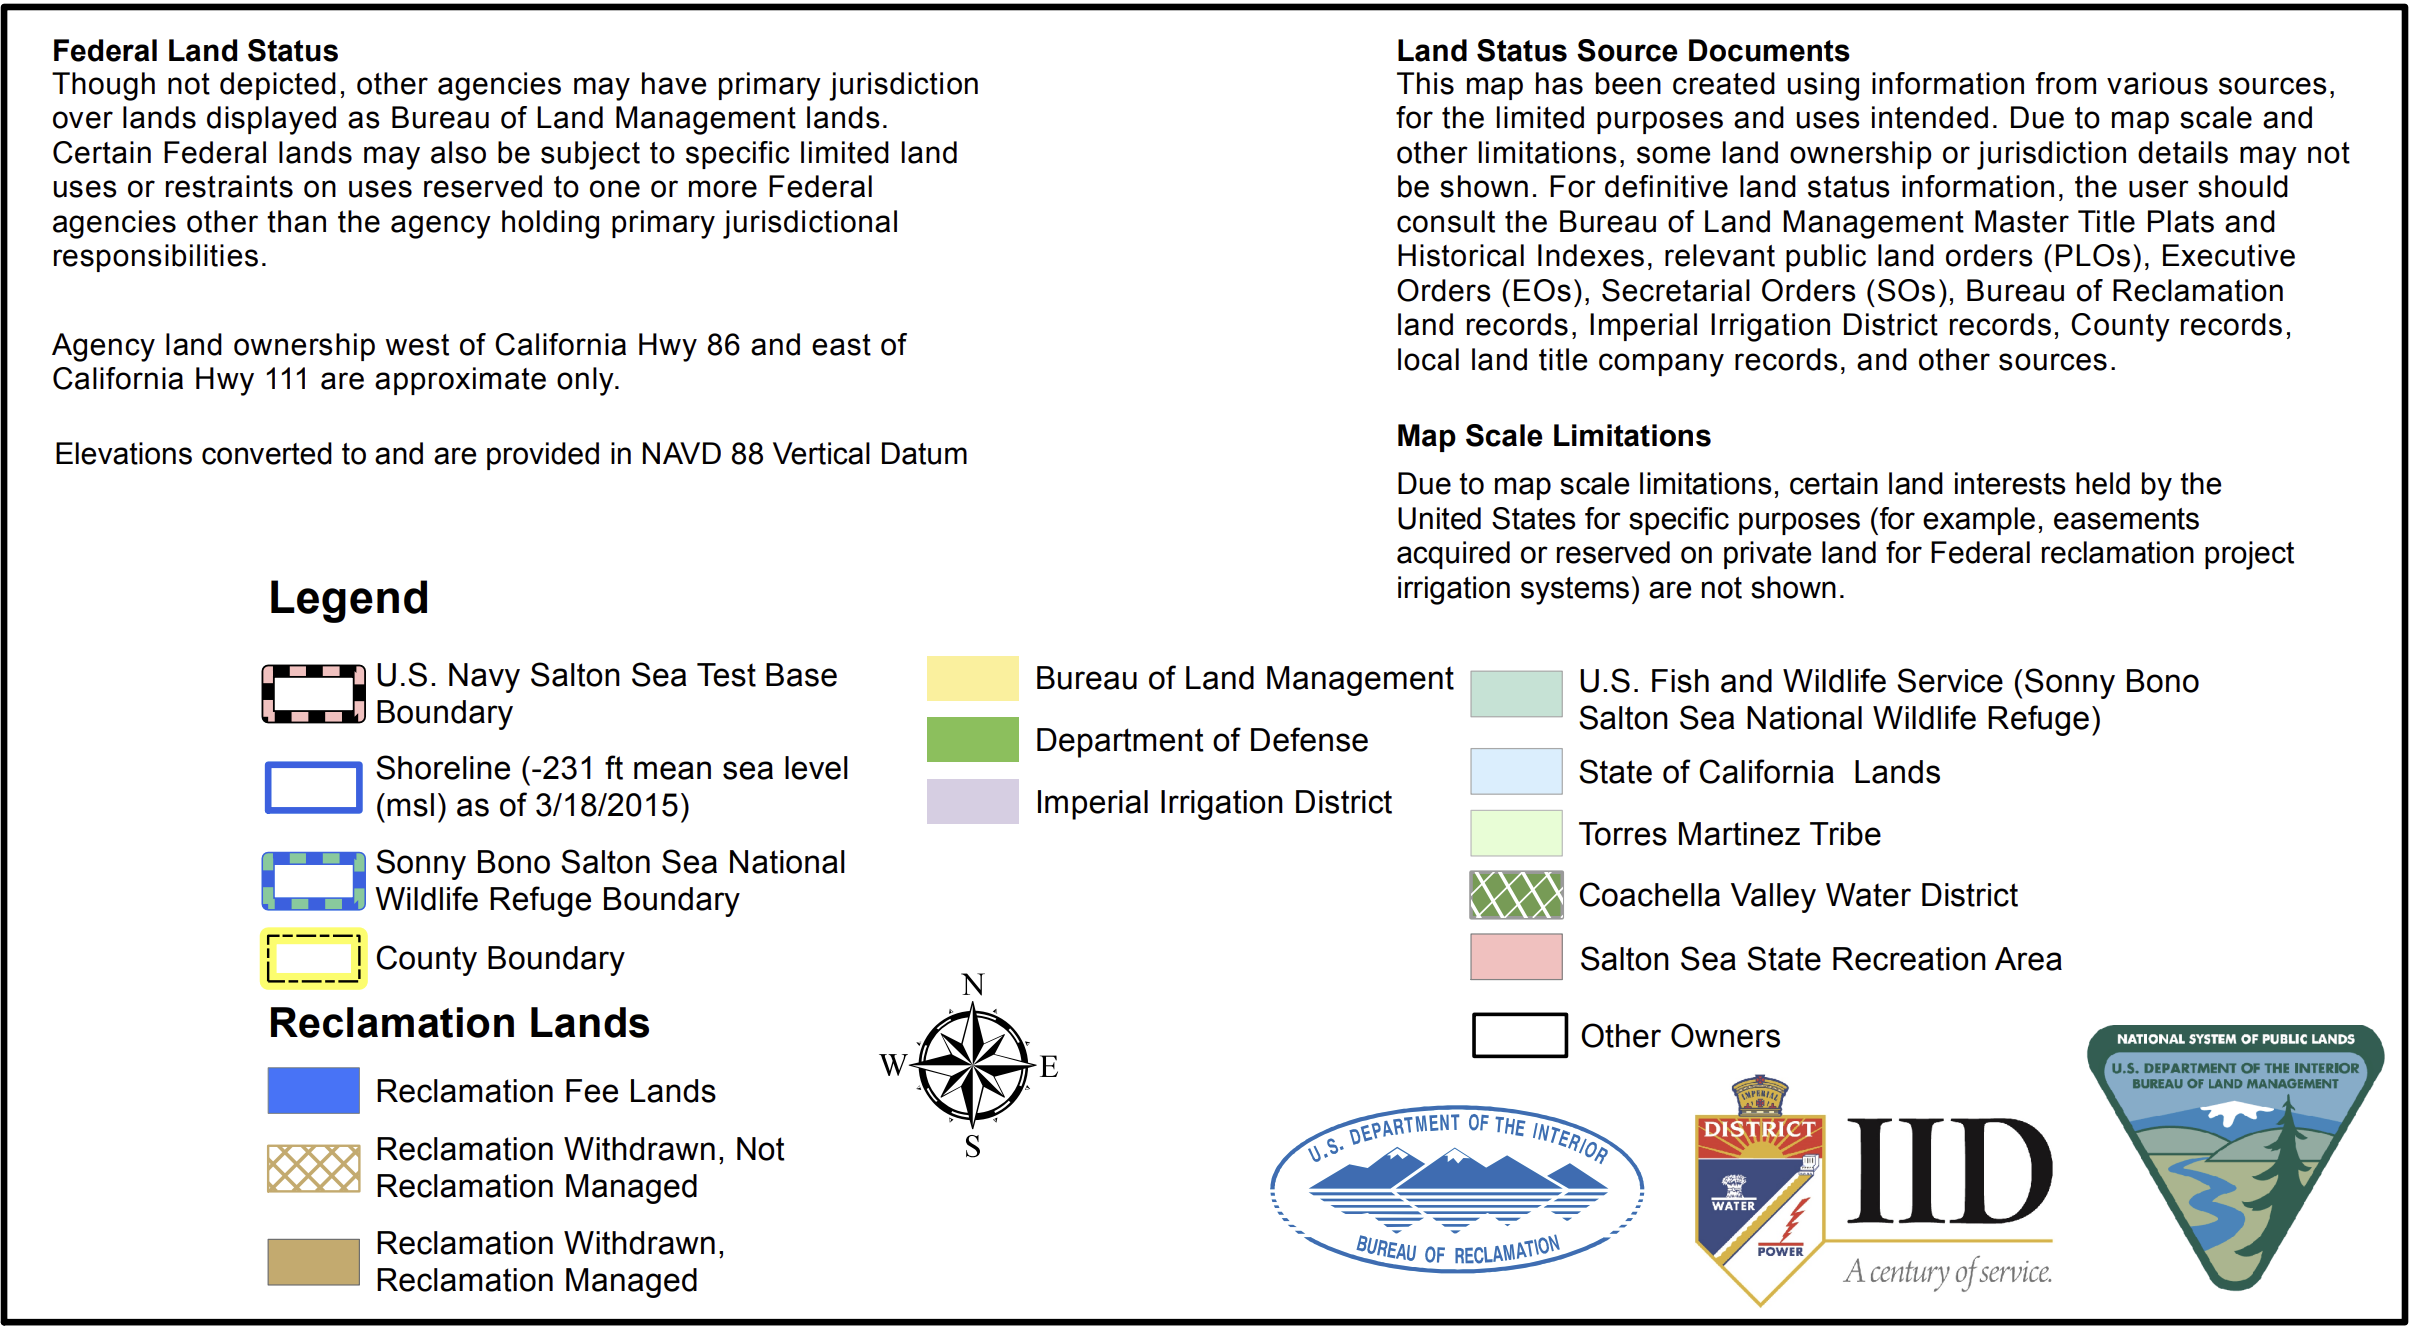 Federal Land Status
Though not depicted, other agencies may have primary jurisdiction
over lands displayed as Bureau of Land Management lands.
Certain Federal lands may also be subject to specific limited land
uses or restraints on uses reserved to one or more Federal
agencies other than the agency holding primary jurisdictional
responsibilities.
Agency land ownership west of California Hwy 86 and east of
California Hwy 111 are approximate only.
Elevations converted to and are provided in NAVD 88 Vertical Datum
Land Status Source Documents
This map has been created using information from various sources,
for the limited purposes and uses intended. Due to map scale and
other limitations, some land ownership or jurisdiction details may not
be shown. For definitive land status information, the user should
consult the Bureau of Land Management Master Title Plats and
Historical Indexes, relevant public land orders (PLOs), Executive
Orders (EOs), Secretarial Orders (SOs), Bureau of Reclamation
land records, Imperial Irrigation District records, County records,
local land title company records, and other sources.
Map Scale Limitations
Due to map scale limitations, certain land interests held by the
United States for specific purposes (for example, easements
acquired or reserved on private land for Federal reclamation project
irrigation systems) are not shown.
Legend
U.S. Navy Salton Sea Test Base
Boundary
Shoreline (-231 ft mean sea level
(msl) as of 3/18/2015)
Sonny Bono Salton Sea National
Wildlife Refuge Boundary
County Boundary
Reclamation Lands
Reclamation Fee Lands
Reclamation Withdrawn, Not
Reclamation Managed
Reclamation Withdrawn,
Reclamation Managed
Bureau of Land Management
Department of Defense
Imperial Irrigation District
U.S. Fish and Wildlife Service (Sonny Bono
Salton Sea National Wildlife Refuge)
State of California Lands
Torres Martinez Tribe
Coachella Valley Water District
Salton Sea State Recreation Area
Other Owners
N
W
E
S
U.S. DEPARTMENT OF THE INTERIOR
BUREAU OF RECLAMATION
IMPERIAL
DISTRICT
WATER
POWER
IID
A century of service.
NATIONAL SYSTEM OF PUBLIC LANDS
U.S. DEPARTMENT OF THE INTERIOR
BUREAU OF LAND MANAGEMENT